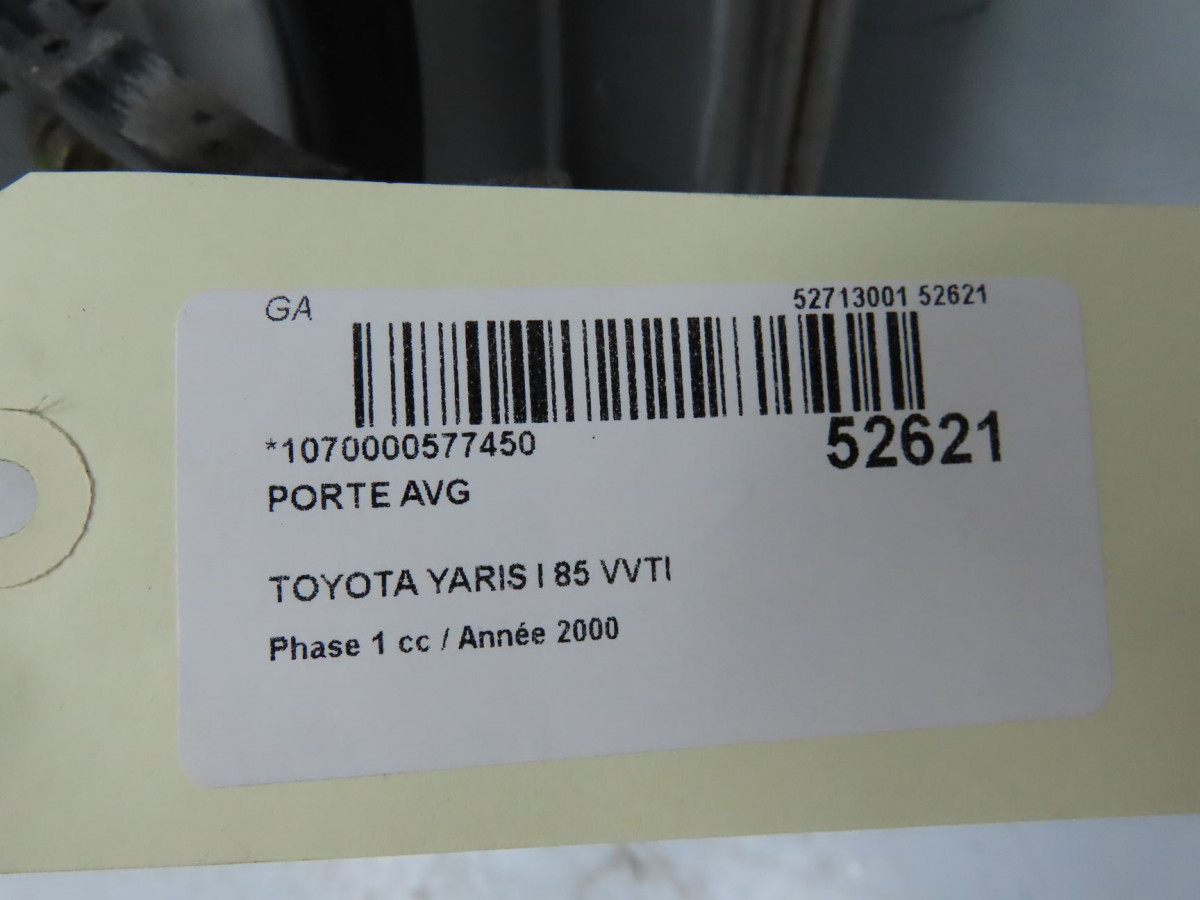 GA
52713001 52621
*1070000577450
52621
PORTE AVG
TOYOTA YARIS I 85 VVTI
Phase 1 cc / Année 2000